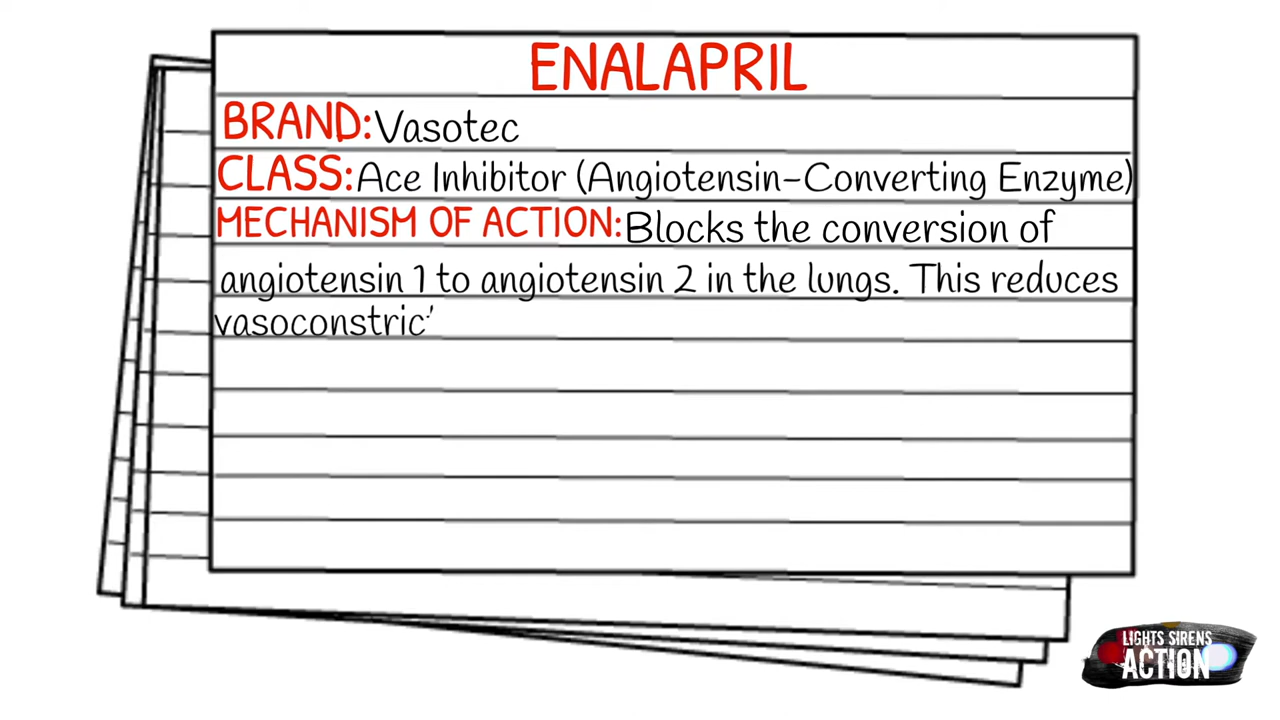 ENALAPRIL
BRAND: Vasotec
CLASS: Ace Inhibitor (Angiotensin-Converting Enzyme)
MECHANISM OF ACTION: Blocks the conversion of
angiotensin 1 to angiotensin 2 in the lungs. This reduces
vasoconstric
LIGHTS SIRENS
ACTION